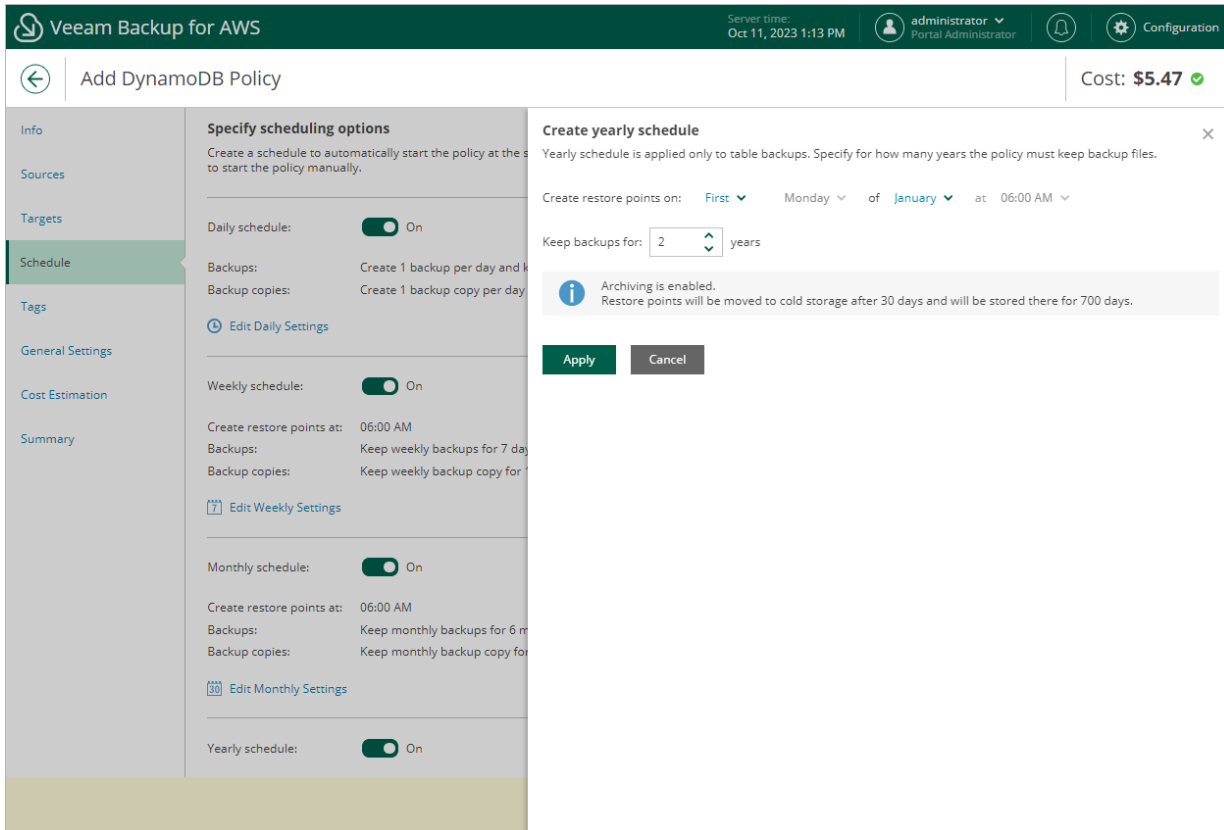 Veeam Backup for AWS
Server time:
Oct 11, 2023 1:13 PM
administrator
Portal Administrator
Configuration
Add DynamoDB Policy
Cost: $5.47
Info
Sources
Targets
Schedule
Tags
General Settings
Cost Estimation
Summary
Specify scheduling options
Create a schedule to automatically start the policy at the s
to start the policy manually.
Daily schedule: On
Backups: Create 1 backup per day and k
Backup copies: Create 1 backup copy per day
Edit Daily Settings
Weekly schedule: On
Create restore points at: 06:00 AM
Backups: Keep weekly backups for 7 day
Backup copies: Keep weekly backup copy for 1
7 Edit Weekly Settings
Monthly schedule: On
Create restore points at: 06:00 AM
Backups: Keep monthly backups for 6 m
Backup copies: Keep monthly backup copy for
30 Edit Monthly Settings
Yearly schedule: On
Create yearly schedule
Yearly schedule is applied only to table backups. Specify for how many years the policy must keep backup files.
Create restore points on: First Monday of January at 06:00 AM
Keep backups for: 2 years
Archiving is enabled.
Restore points will be moved to cold storage after 30 days and will be stored there for 700 days.
Apply Cancel